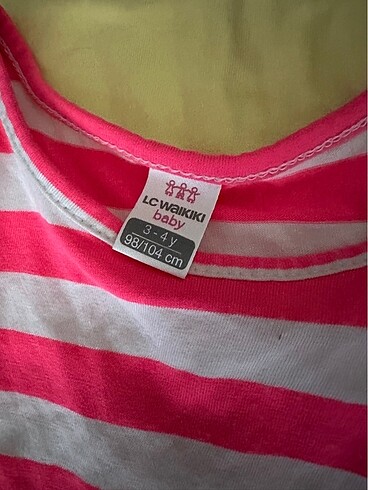 LC WAIKIKI
baby
3 - 4 y
98/104 cm